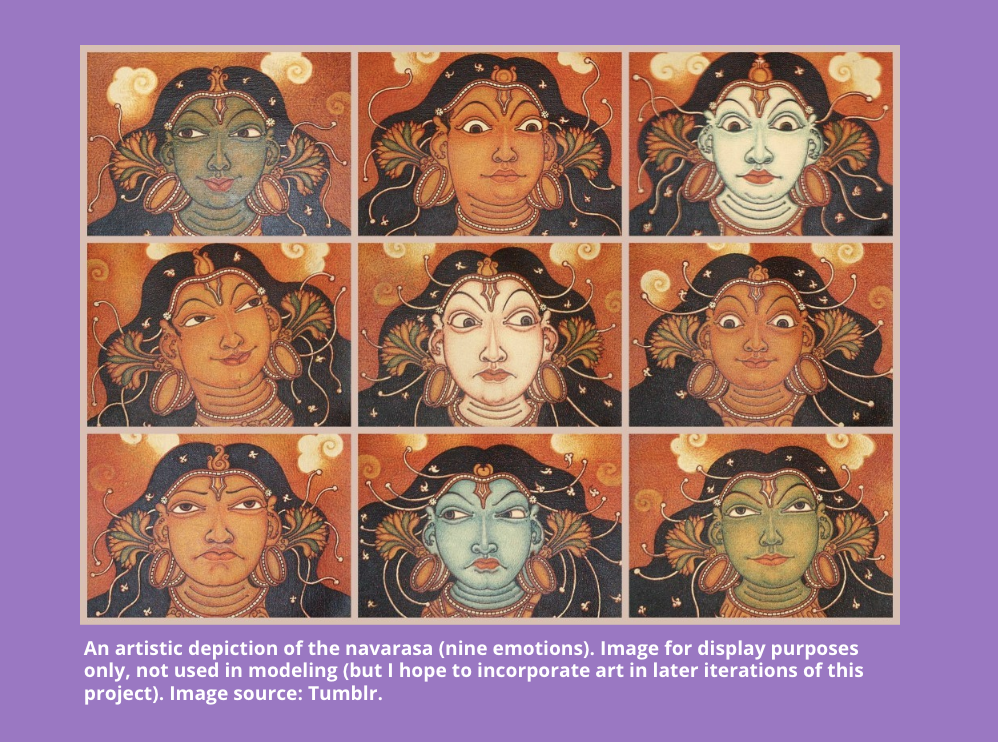 An artistic depiction of the navarasa (nine emotions). Image for display purposes
only, not used in modeling (but I hope to incorporate art in later iterations of this
project). Image source: Tumblr.